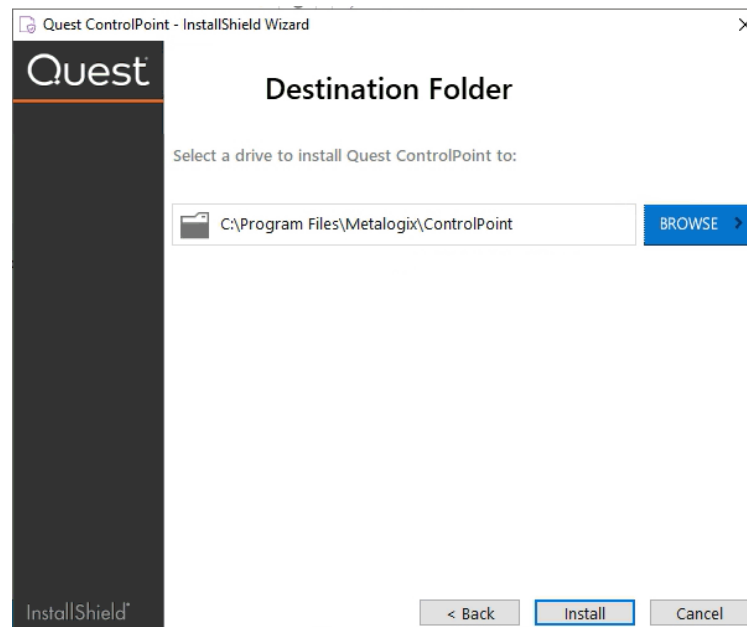 Quest ControlPoint - InstallShield Wizard
Quest
Destination Folder
Select a drive to install Quest ControlPoint to:
C:\Program Files\Metalogix\ControlPoint
BROWSE
InstallShield
< Back
Install
Cancel